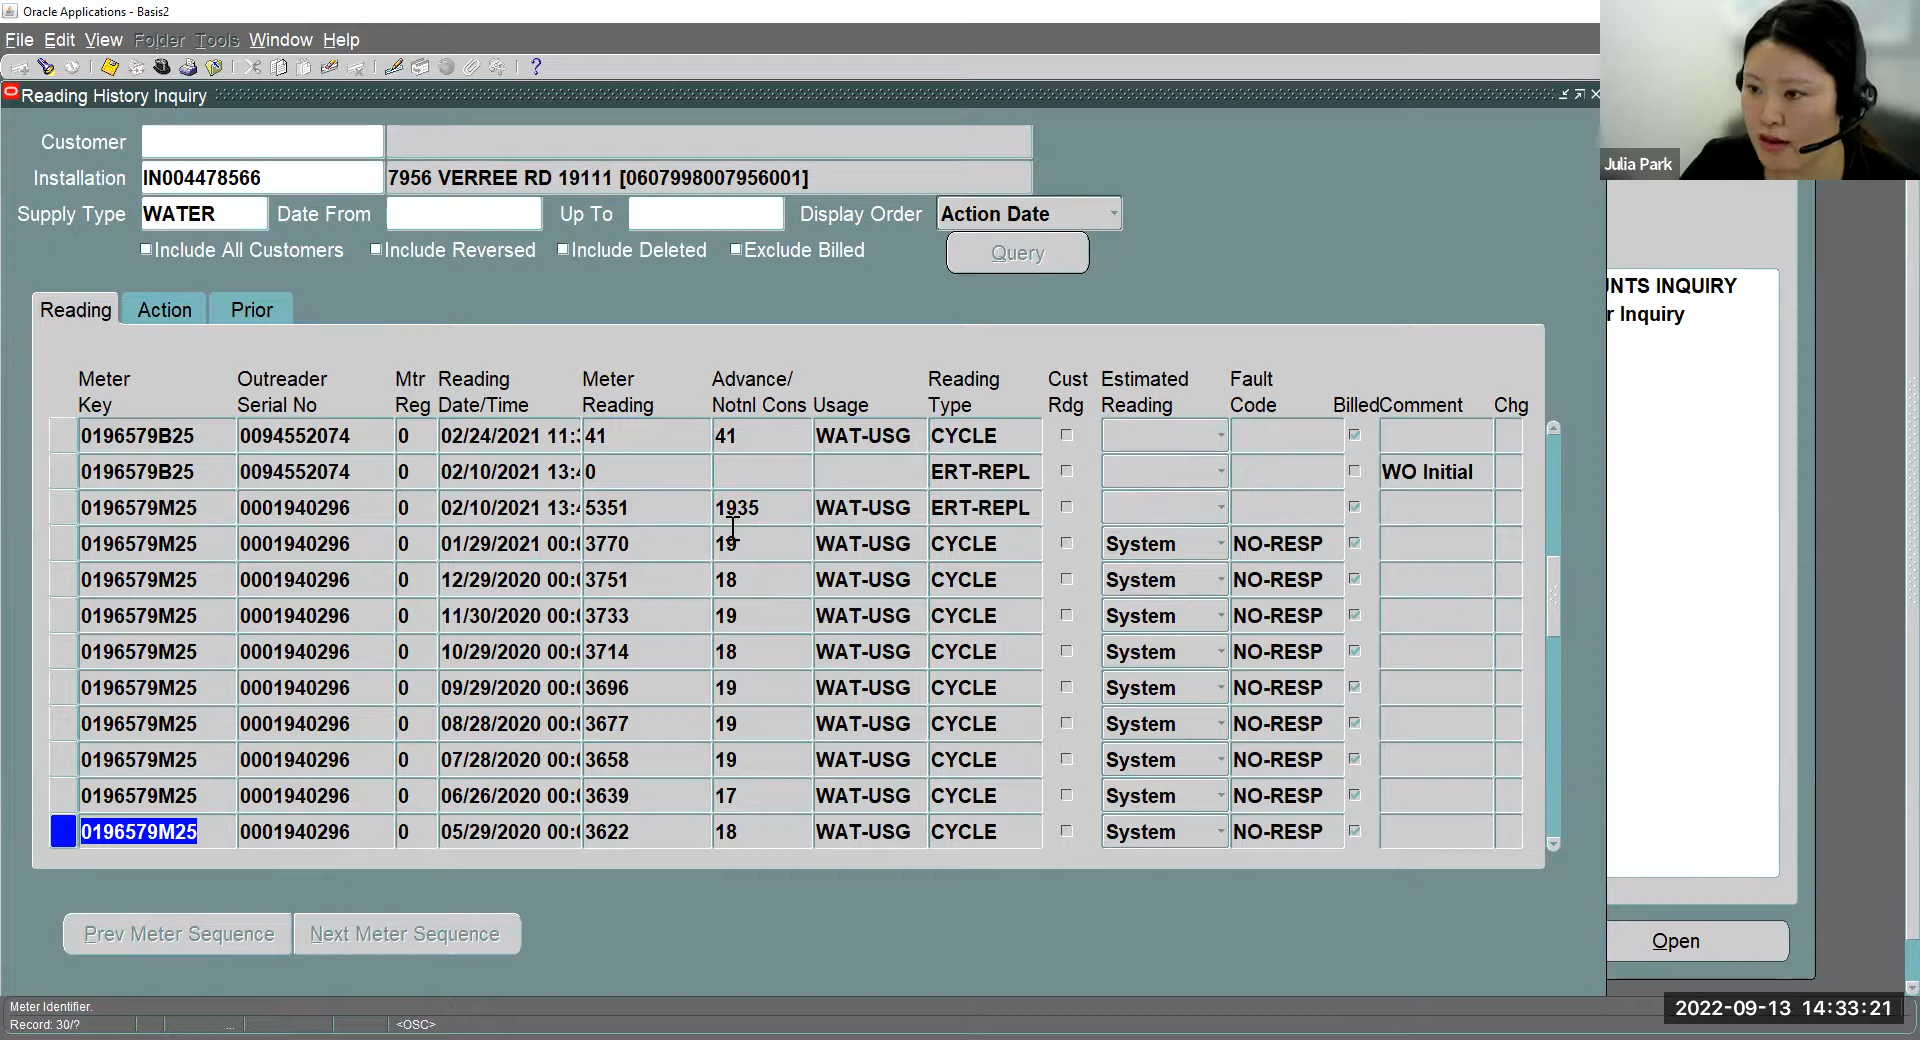 Oracle Applications - Basis2
File Edit View Folder Tools Window Help
Reading History Inquiry
Customer
Installation IN004478566 7956 VERREE RD 19111 [0607998007956001]
Supply Type WATER Date From Up To Display Order Action Date
Include All Customers Include Reversed Include Deleted Exclude Billed Query
Reading Action Prior
Meter Outreader Mtr Reading Meter Advance/ Reading Cust Estimated Fault
Key Serial No Reg Date/Time Reading Notnl Cons Usage Type Rdg Reading Code Billed Comment Chg
0196579B25 0094552074 0 02/24/2021 11: 41 41 WAT-USG CYCLE
0196579B25 0094552074 0 02/10/2021 13: 0 ERT-REPL WO Initial
0196579M25 0001940296 0 02/10/2021 13: 5351 1935 WAT-USG ERT-REPL
0196579M25 0001940296 0 01/29/2021 00: 3770 19 WAT-USG CYCLE System NO-RESP
0196579M25 0001940296 0 12/29/2020 00: 3751 18 WAT-USG CYCLE System NO-RESP
0196579M25 0001940296 0 11/30/2020 00: 3733 19 WAT-USG CYCLE System NO-RESP
0196579M25 0001940296 0 10/29/2020 00: 3714 18 WAT-USG CYCLE System NO-RESP
0196579M25 0001940296 0 09/29/2020 00: 3696 19 WAT-USG CYCLE System NO-RESP
0196579M25 0001940296 0 08/28/2020 00: 3677 19 WAT-USG CYCLE System NO-RESP
0196579M25 0001940296 0 07/28/2020 00: 3658 19 WAT-USG CYCLE System NO-RESP
0196579M25 0001940296 0 06/26/2020 00: 3639 17 WAT-USG CYCLE System NO-RESP
0196579M25 0001940296 0 05/29/2020 00: 3622 18 WAT-USG CYCLE System NO-RESP
Prev Meter Sequence Next Meter Sequence
Meter Identifier.
Record: 30/? ... <OSC>
Julia Park
UNTS INQUIRY
r Inquiry
Open
2022-09-13 14:33:21